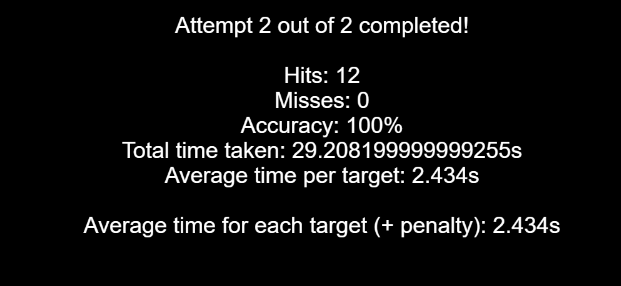 Attempt 2 out of 2 completed!
Hits: 12
Misses: 0
Accuracy: 100%
Total time taken: 29.208199999999255s
Average time per target: 2.434s
Average time for each target (+ penalty): 2.434s